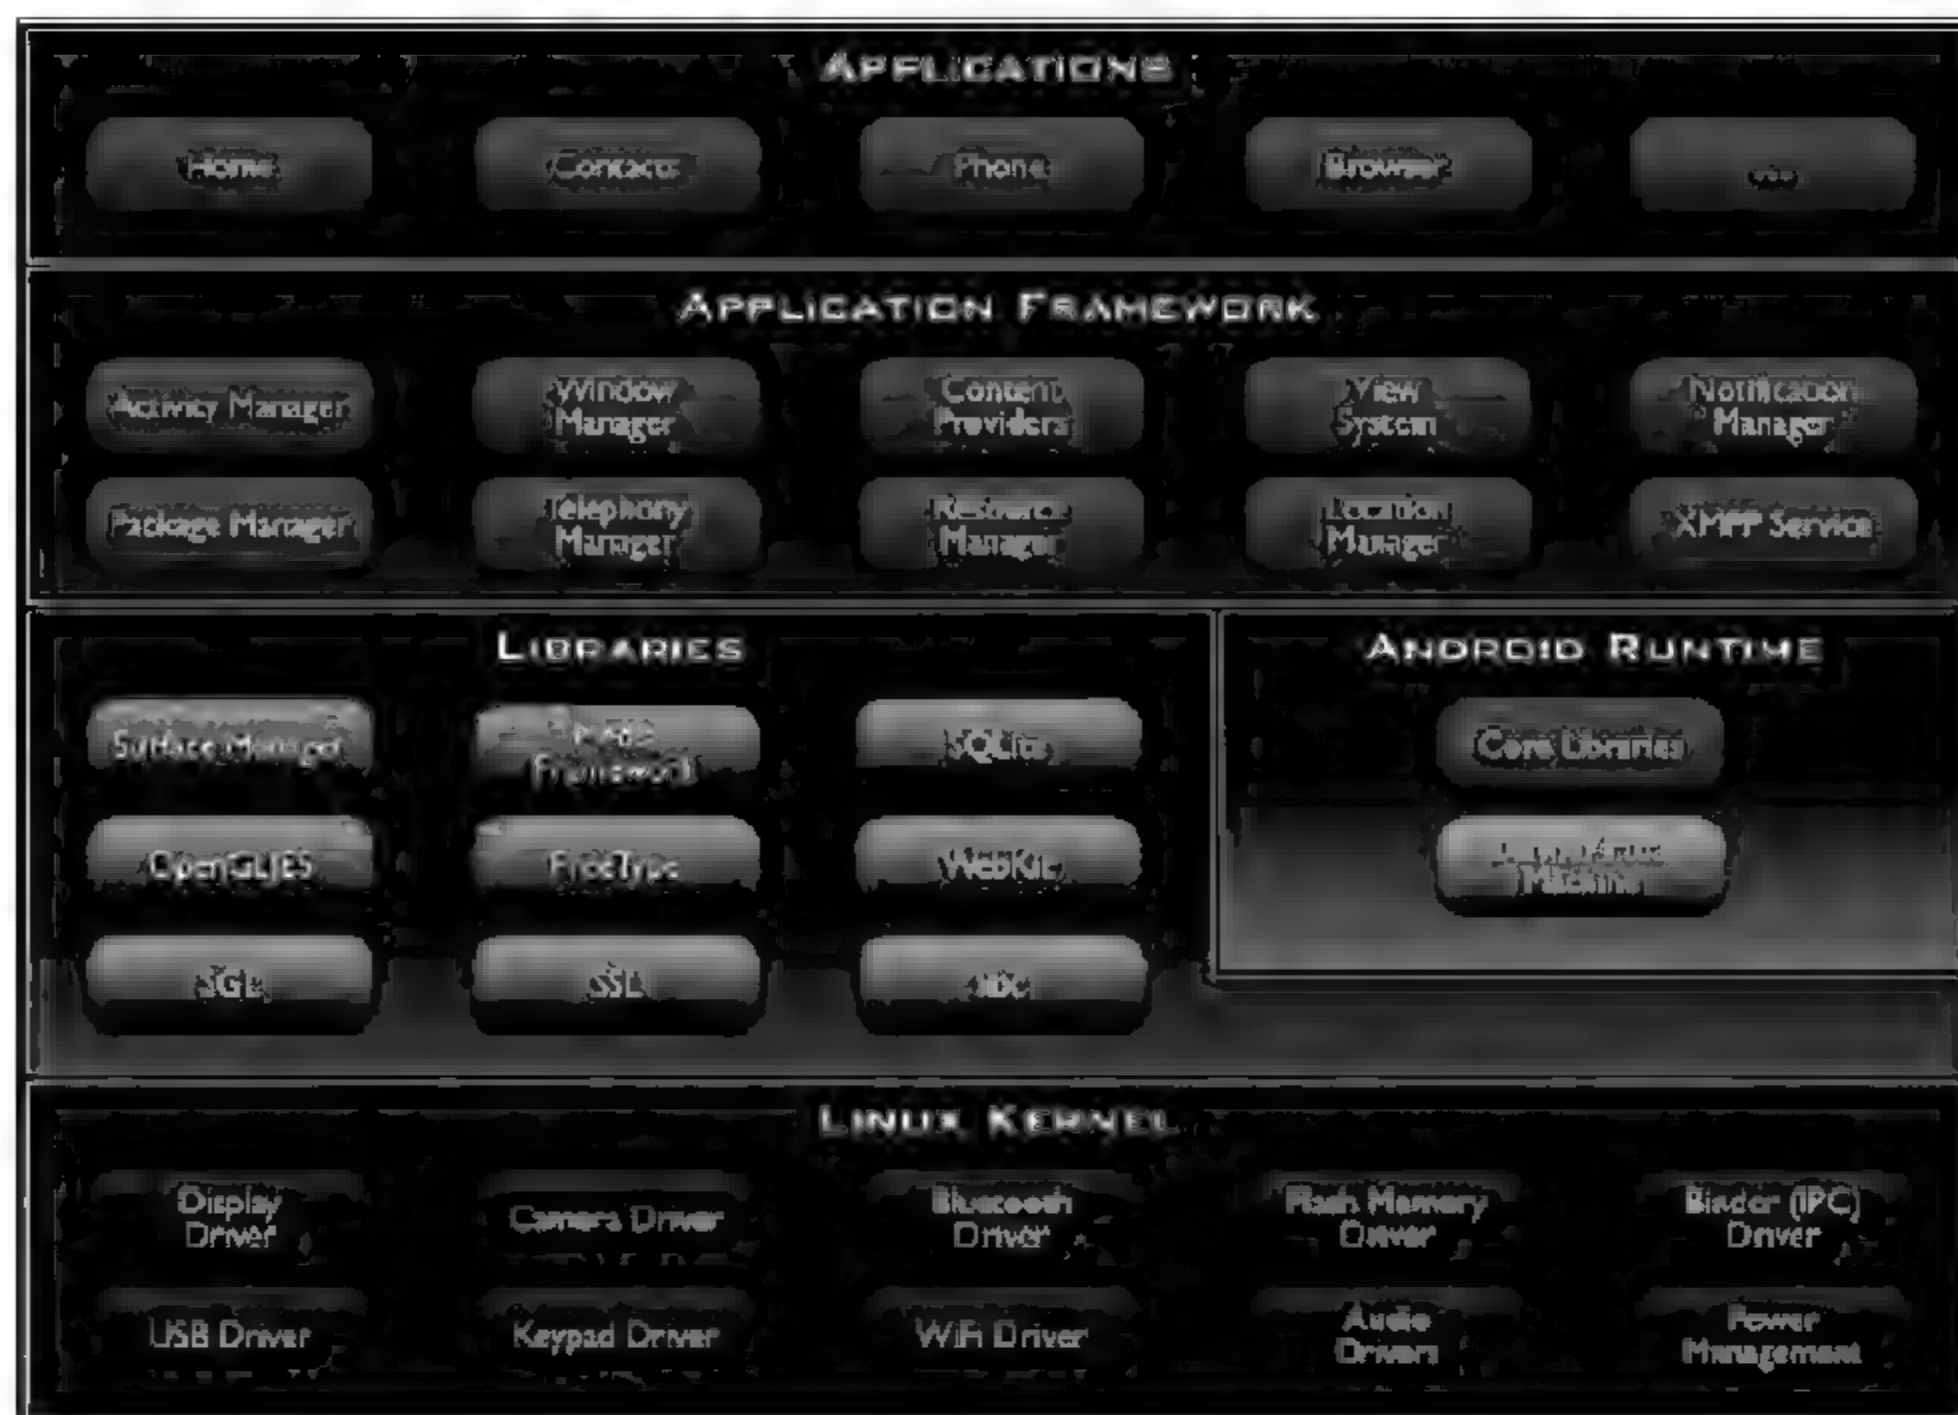 APPLICATIONS
Home
Contacts
Phone
Browser
...
APPLICATION FRAMEWORK
Activity Manager
Window
Manager
Content
Providers
View
System
Notification
Manager
Package Manager
Telephony
Manager
Resource
Manager
Location
Manager
XMPP Service
LIBRARIES
Surface Manager
Framework
SQLite
OpenGL|ES
FreeType
WebKit
SGL
SSL
libc
ANDROID RUNTIME
Core Libraries
Machine
LINUX KERNEL
Display
Driver
Camera Driver
Bluetooth
Driver
Flash Memory
Driver
Binder (IPC)
Driver
USB Driver
Keypad Driver
WiFi Driver
Audio
Drivers
Power
Management